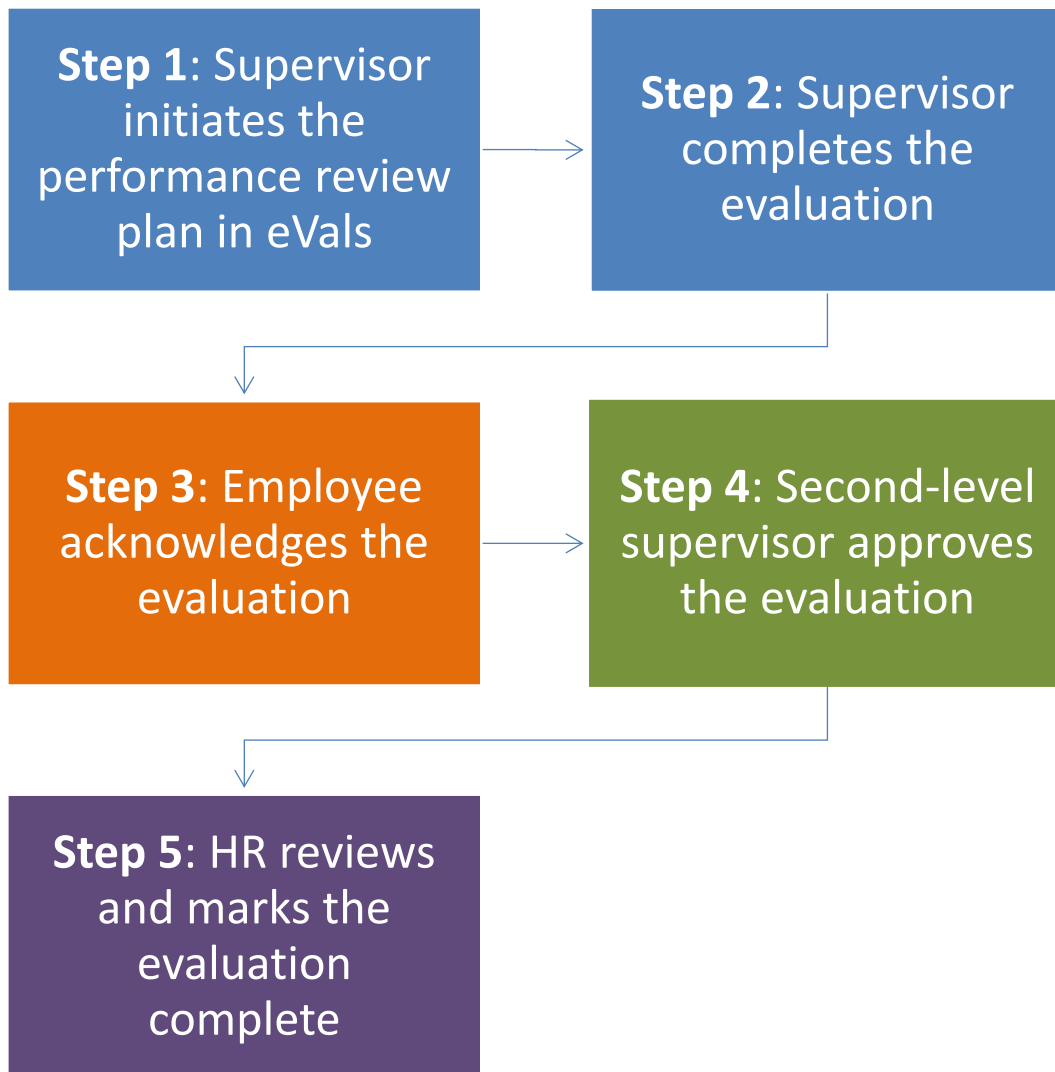 Step 1: Supervisor
initiates the
performance review
plan in eVals
Step 2: Supervisor
completes the
evaluation
Step 3: Employee
acknowledges the
evaluation
Step 4: Second-level
supervisor approves
the evaluation
Step 5: HR reviews
and marks the
evaluation
complete